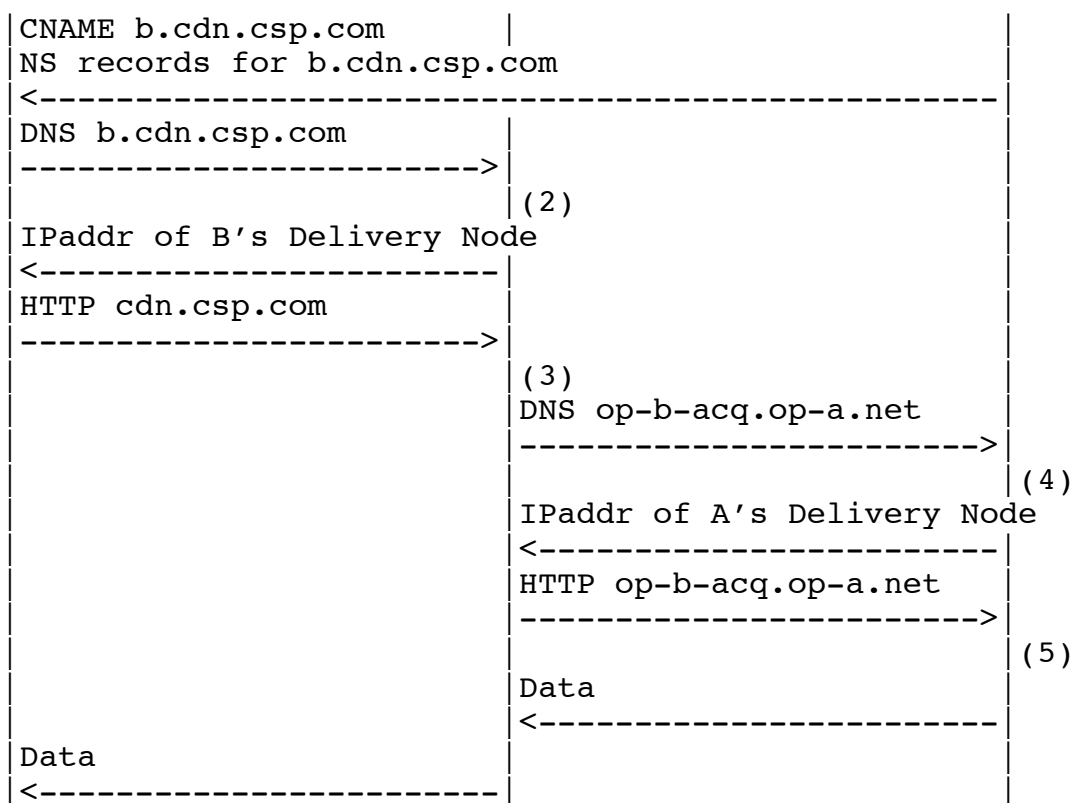 CNAME b.cdn.csp.com
NS records for b.cdn.csp.com
DNS b.cdn.csp.com
(2)
IPaddr of B’s Delivery Node
HTTP cdn.csp.com
(3)
DNS op-b-acq.op-a.net
(4)
IPaddr of A’s Delivery Node
HTTP op-b-acq.op-a.net
(5)
Data
Data